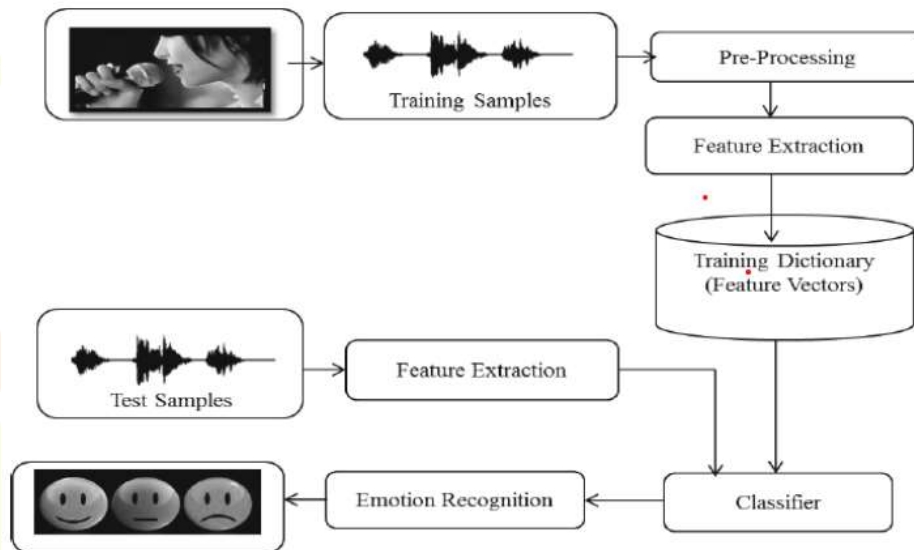 Training Samples
Pre-Processing
Feature Extraction
Training Dictionary
(Feature Vectors)
Test Samples
Feature Extraction
Emotion Recognition
Classifier